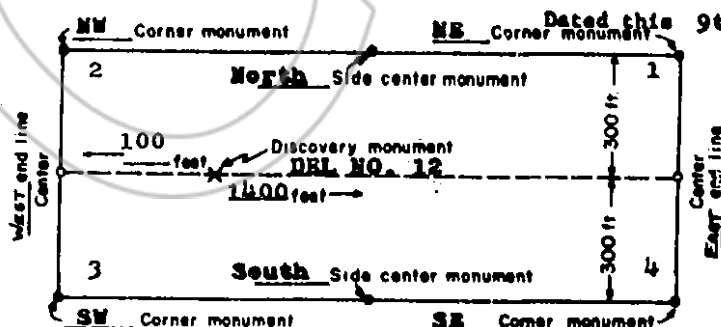 NW Corner monument NE Corner monument Dated this 9t
2 North Side center monument 1
300 ft.
100 feet Discovery monument
DBL NO. 12
1400 feet
WEST end line
Center
Center
EAST end line
300 ft
3 South Side center monument 4
SW Corner monument SE Corner monument